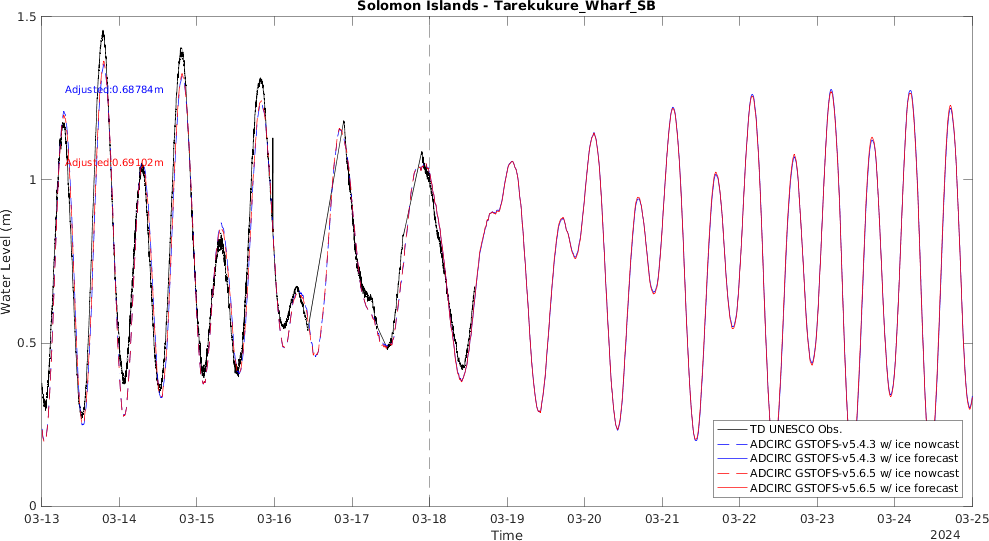 Solomon Islands - Tarekukure_Wharf_SB
1.5
1
0.5
0
Water Level (m)
Adjusted:0.68784m
Adjusted:0.69102m
TD UNESCO Obs.
ADCIRC GSTOFS-v5.4.3 w/ ice nowcast
ADCIRC GSTOFS-v5.4.3 w/ ice forecast
ADCIRC GSTOFS-v5.6.5 w/ ice nowcast
ADCIRC GSTOFS-v5.6.5 w/ ice forecast
03-13 03-14 03-15 03-16 03-17 03-18 03-19 03-20 03-21 03-22 03-23 03-24 03-25
Time
2024